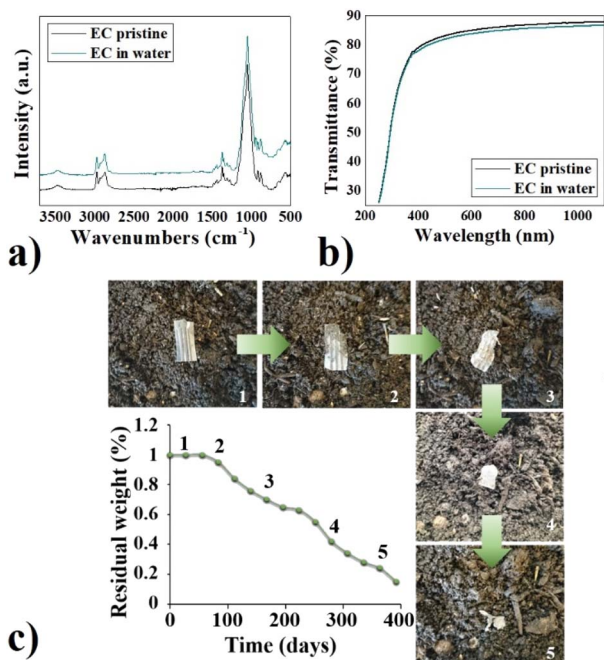 a)
EC pristine
EC in water
Intensity (a.u.)
3500 3000 2500 2000 1500 1000 500
Wavenumbers (cm⁻¹)
b)
90
80
70
60
50
40
30
Transmittance (%)
EC pristine
EC in water
200 400 600 800 1000
Wavelength (nm)
1
2
3
4
5
c)
1.2
1
0.8
0.6
0.4
0.2
0
Residual weight (%)
1
2
3
4
5
0 100 200 300 400
Time (days)